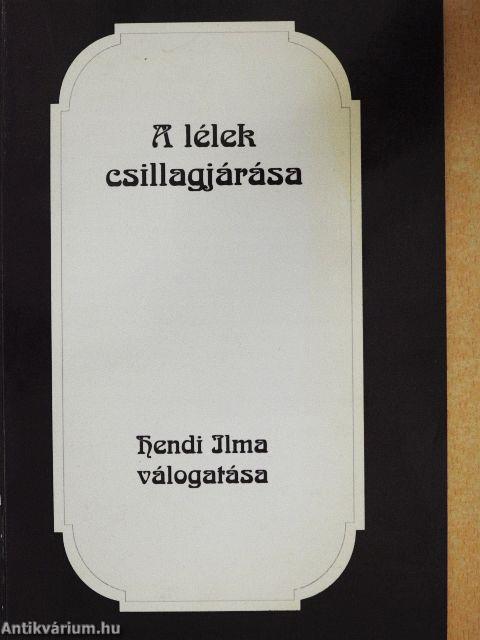 A lélek
csillagjárása
Hendi Ilma
válogatása
Antikvárium.hu